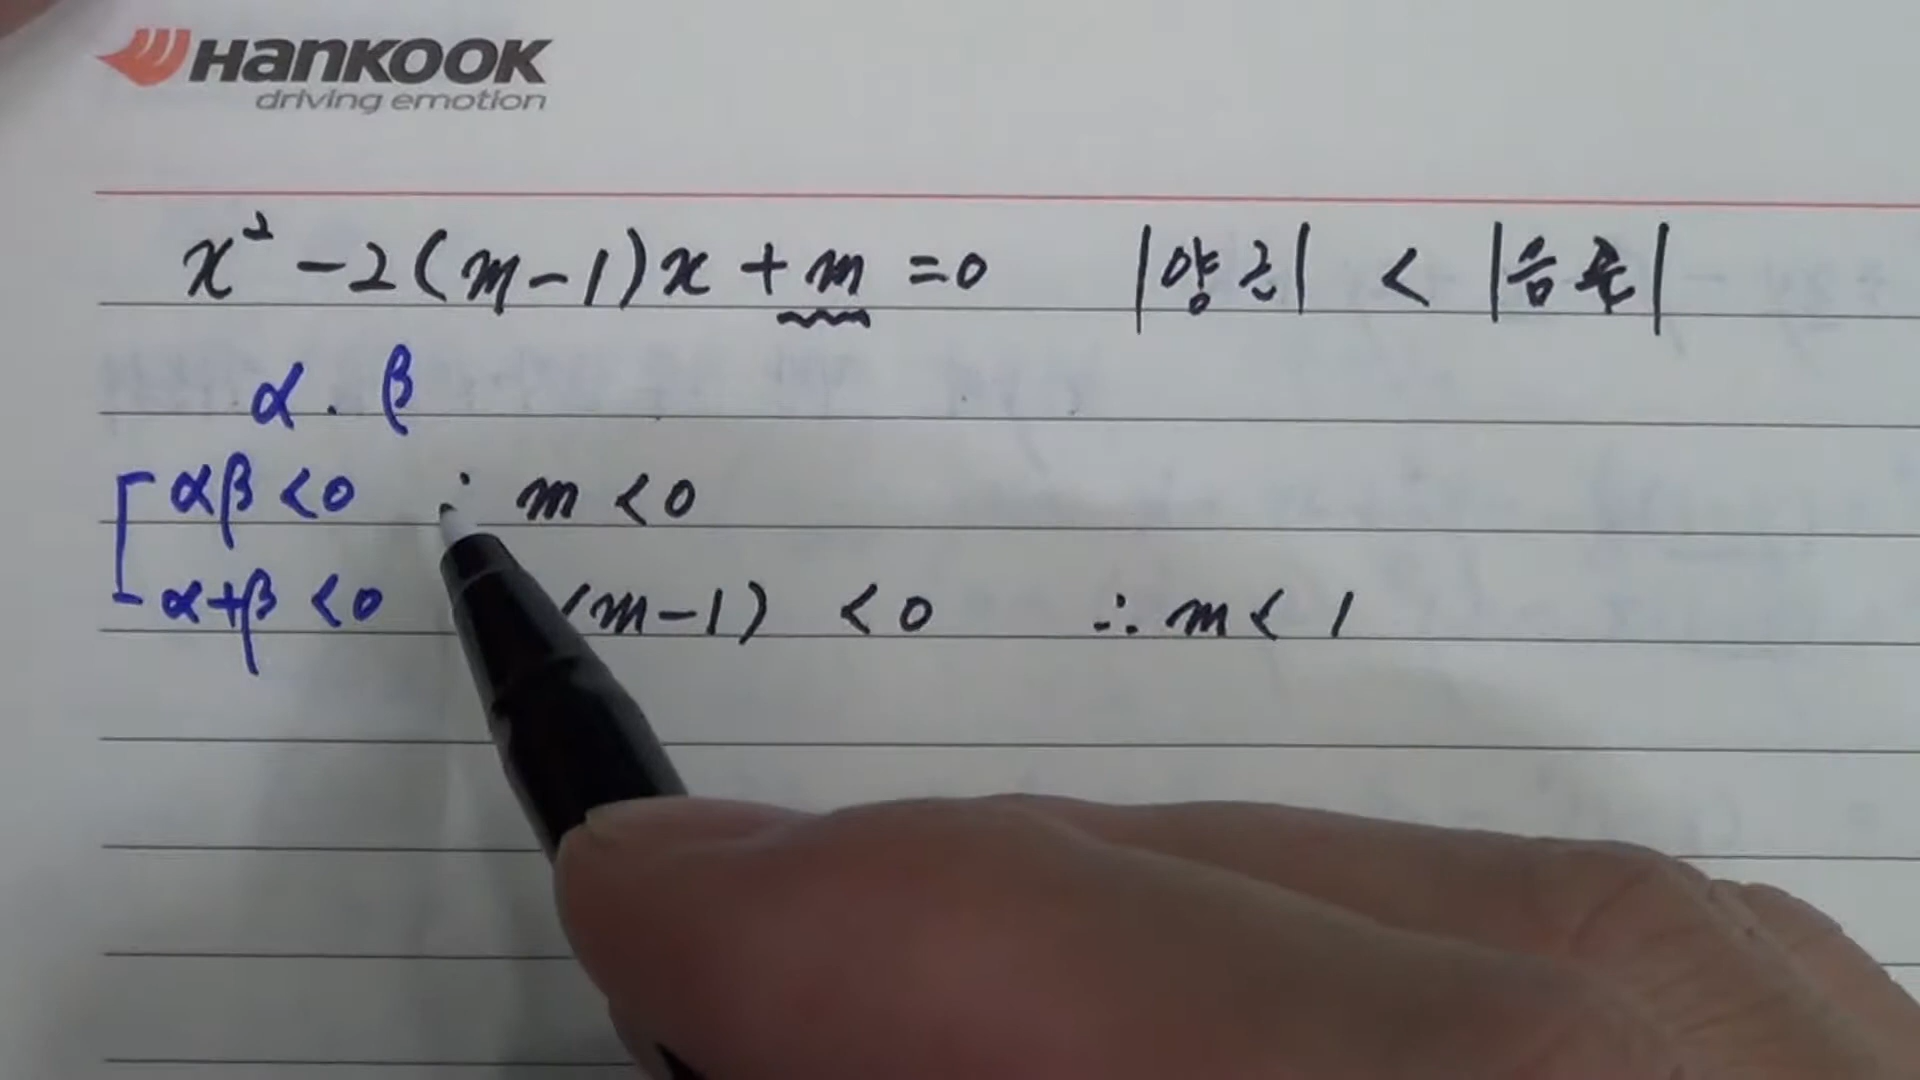 HANKOOK
driving emotion
x² - 2(m-1)x + m = 0 |양근| < |음근|
α . β
αβ < 0 ∴ m < 0
α+β < 0 (m-1) < 0 ∴ m < 1